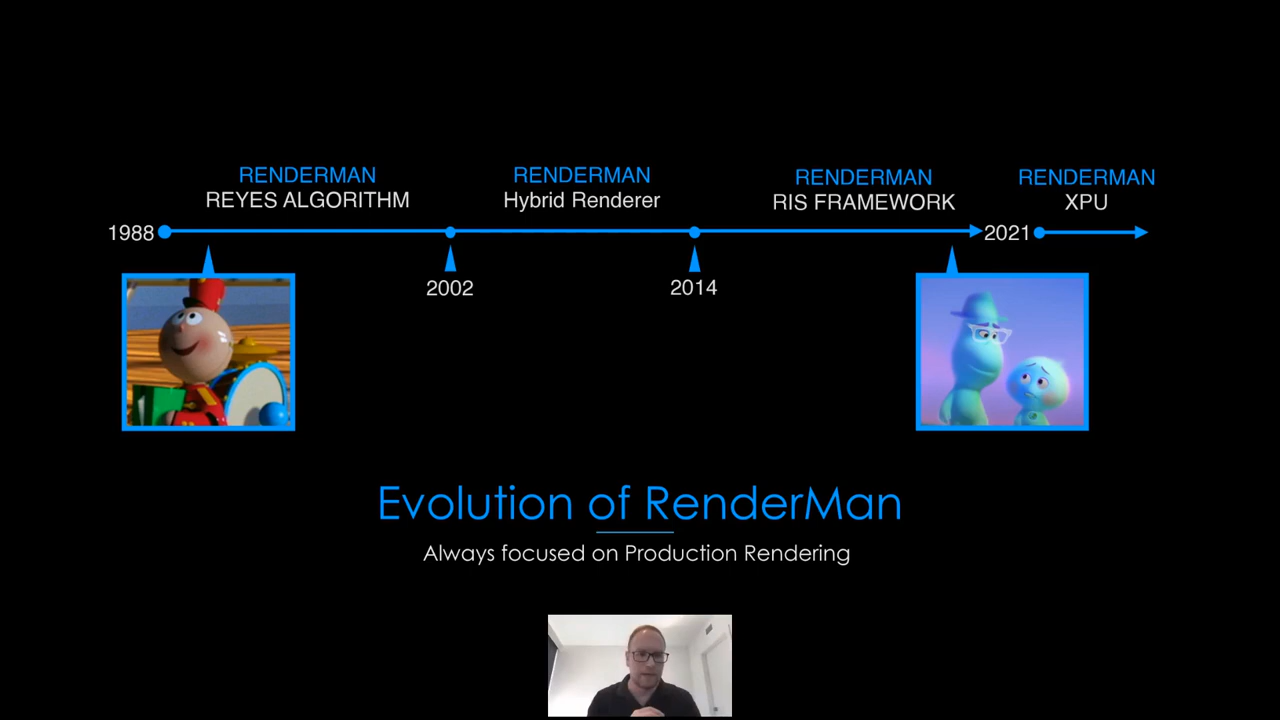 RENDERMAN
REYES ALGORITHM
RENDERMAN
Hybrid Renderer
RENDERMAN
RIS FRAMEWORK
RENDERMAN
XPU
1988
2021
2002
2014
Evolution of RenderMan
Always focused on Production Rendering